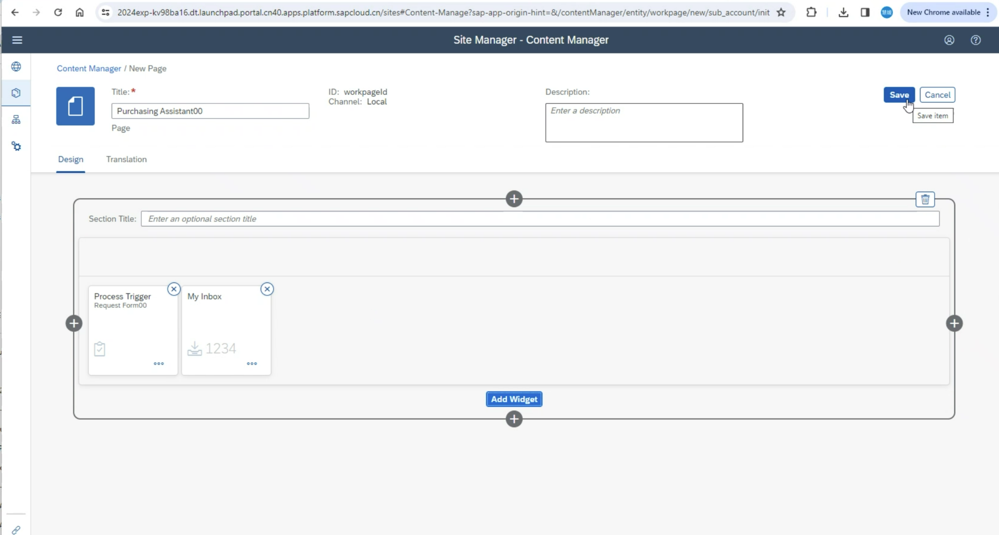 2024exp-kv98ba16.dt.launchpad.portal.cn40.apps.platform.sapcloud.cn/sites#Content-Manage?sap-app-origin-hint=&/contentManager/entity/workpage/new/sub_account/init
慧媛
New Chrome available
Site Manager - Content Manager
Content Manager / New Page
Title:*
Purchasing Assistant00
Page
ID: workpageId
Channel: Local
Description:
Enter a description
Save
Cancel
Save item
Design
Translation
Section Title:
Enter an optional section title
Process Trigger
Request Form00
My Inbox
1234
Add Widget